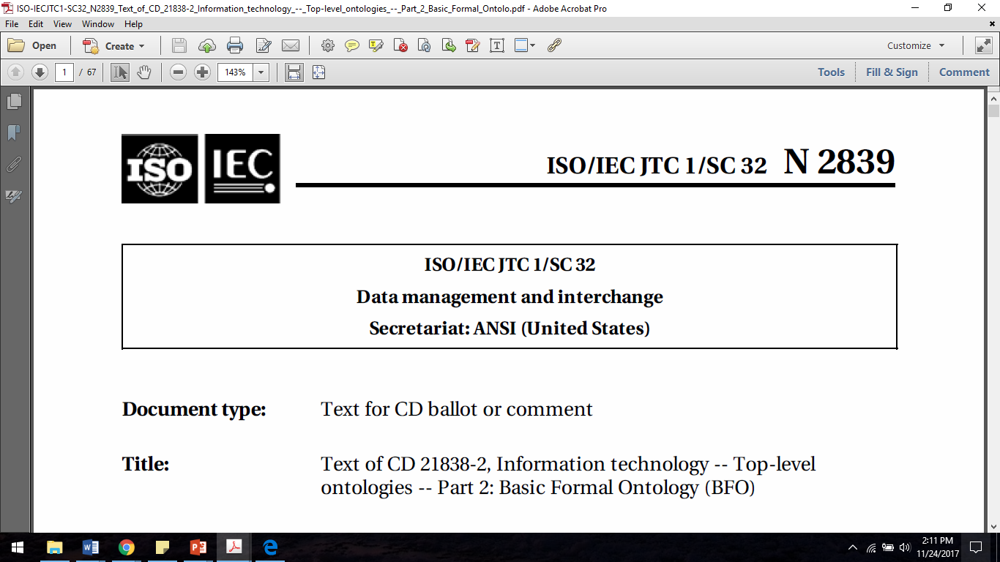 ISO-IECJTC1-SC32_N2839_Text_of_CD_21838-2_Information_technology_--_Top-level_ontologies_--_Part_2_Basic_Formal_Ontolo.pdf - Adobe Acrobat Pro
File Edit View Window Help
Open Create Customize
1 / 67 143% Tools Fill & Sign Comment
ISO IEC
ISO/IEC JTC 1/SC 32 N 2839
ISO/IEC JTC 1/SC 32
Data management and interchange
Secretariat: ANSI (United States)
Document type: Text for CD ballot or comment
Title: Text of CD 21838-2, Information technology -- Top-level
ontologies -- Part 2: Basic Formal Ontology (BFO)
2:11 PM
11/24/2017